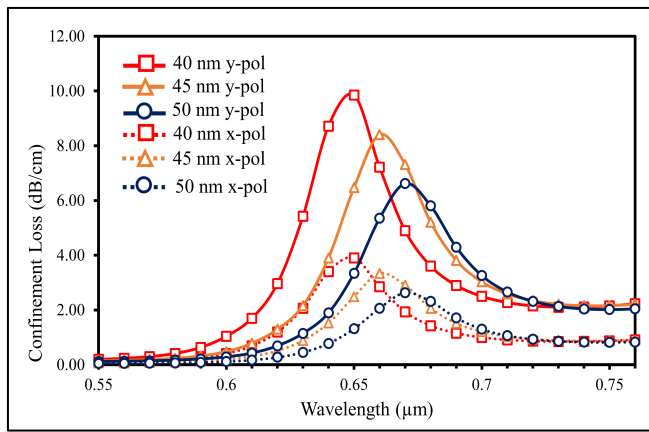 12.00
10.00
8.00
6.00
4.00
2.00
0.00
Confinement Loss (dB/cm)
40 nm y-pol
45 nm y-pol
50 nm y-pol
40 nm x-pol
45 nm x-pol
50 nm x-pol
0.55 0.6 0.65 0.7 0.75
Wavelength (µm)